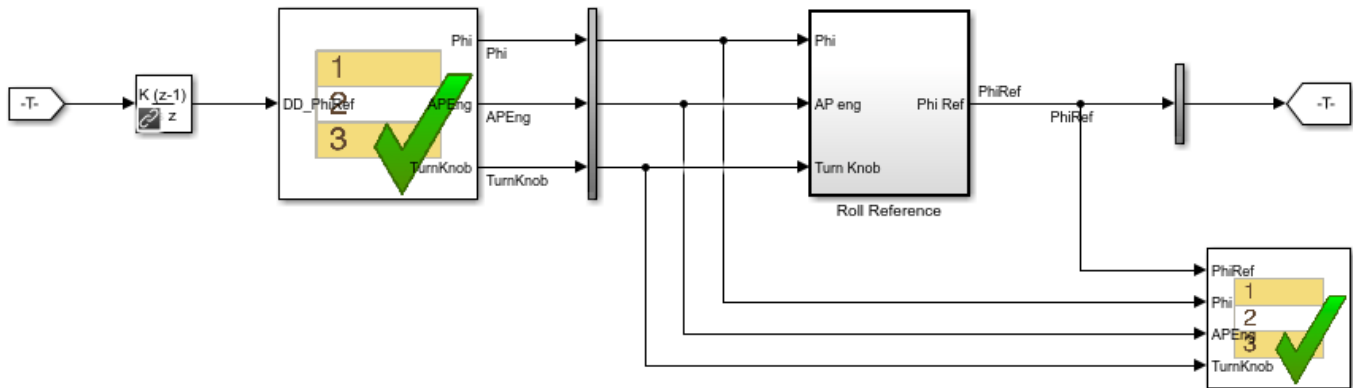 -T-
K (z-1)
z
DD_PhiRef
1
2
3
Phi
APEng
TurnKnob
Phi
APEng
TurnKnob
Phi
AP eng
Turn Knob
Phi Ref
Roll Reference
PhiRef
PhiRef
-T-
PhiRef
Phi
APEng
TurnKnob
1
2
3